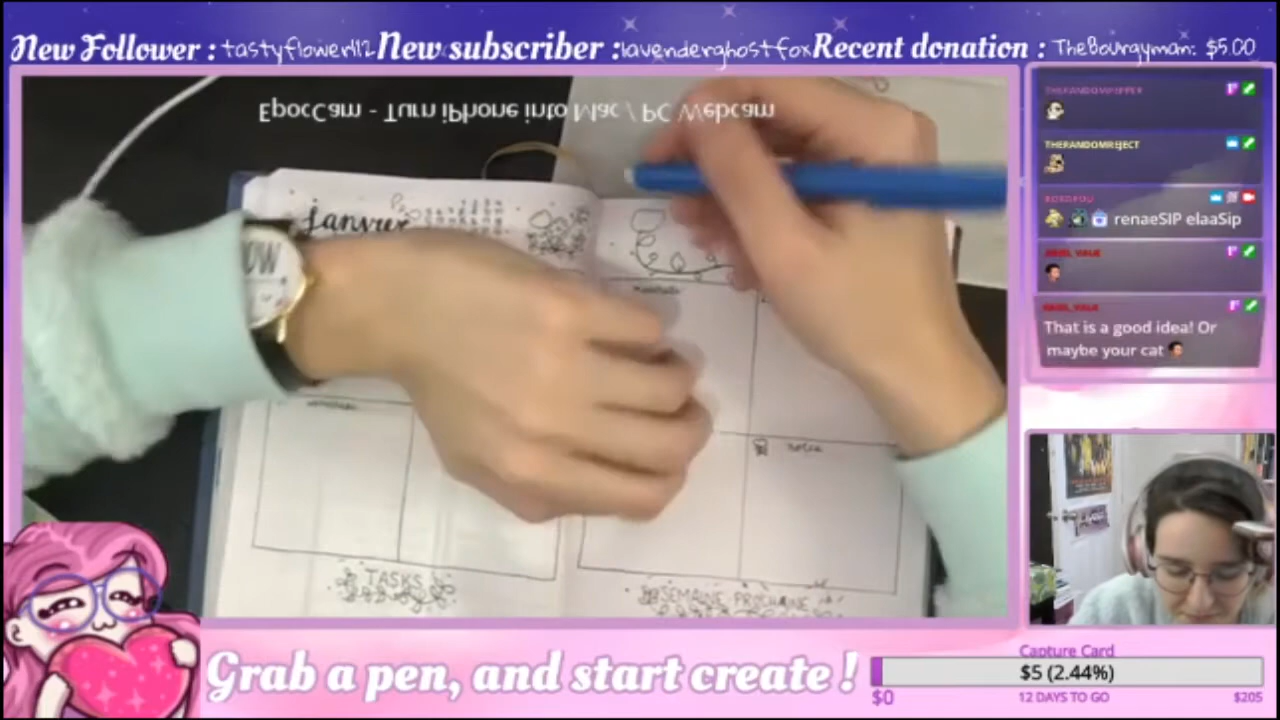 New Follower : tastyflower112 New subscriber : lavenderghostfox Recent donation : TheBourgyman: $5.00
EpocCam - Turn iPhone into Mac / PC Webcam
janvier
TASKS
SEMAINE PROCHAINE
THERANDOMREJECT
renaeSIP elaaSip
That is a good idea! Or
maybe your cat
Grab a pen, and start create !
Capture Card
$5 (2.44%)
$0 12 DAYS TO GO $205